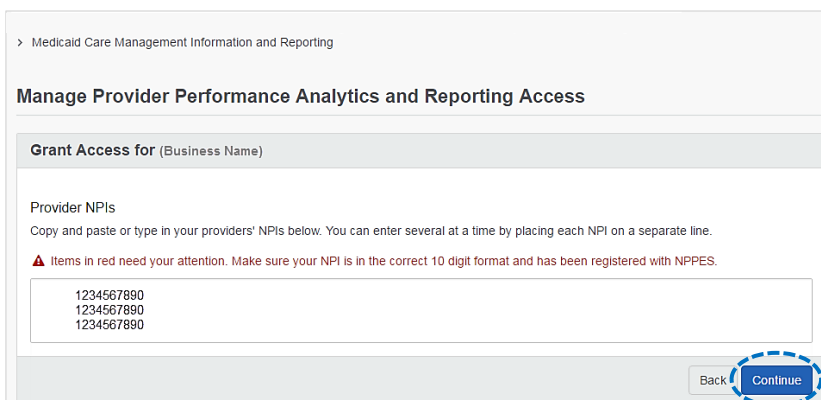 > Medicaid Care Management Information and Reporting
Manage Provider Performance Analytics and Reporting Access
Grant Access for (Business Name)
Provider NPIs
Copy and paste or type in your providers' NPIs below. You can enter several at a time by placing each NPI on a separate line.
Items in red need your attention. Make sure your NPI is in the correct 10 digit format and has been registered with NPPES.
1234567890
1234567890
1234567890
Back Continue